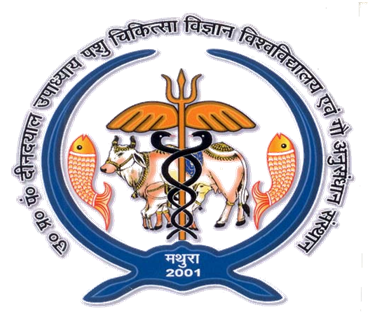 उ० प्र० पं० दीनदयाल उपाध्याय पशु चिकित्सा विज्ञान विश्वविद्यालय एवं गो अनुसंधान संस्थान
मथुरा
2001